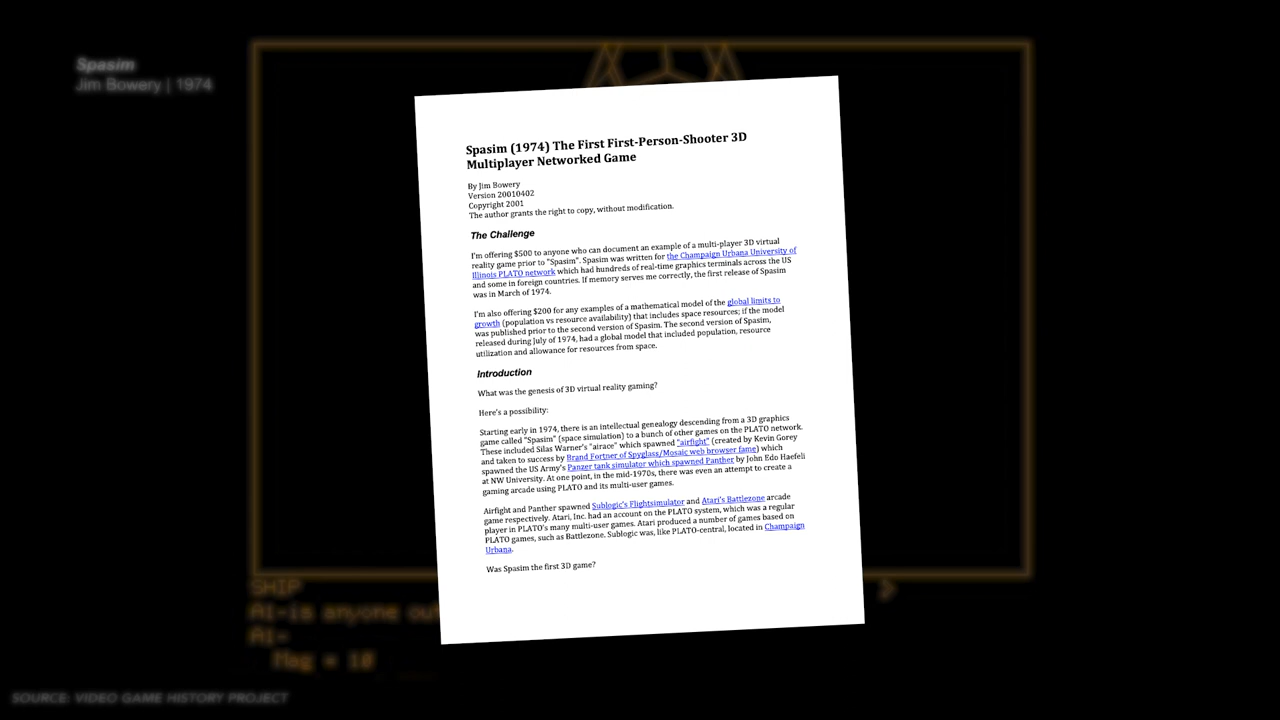 Spasim
Jim Bowery | 1974
Spasim (1974) The First First-Person-Shooter 3D
Multiplayer Networked Game
By Jim Bowery
Version 20010402
Copyright 2001
The author grants the right to copy, without modification.
The Challenge
I'm offering $500 to anyone who can document an example of a multi-player 3D virtual
reality game prior to "Spasim". Spasim was written for the Champaign Urbana University of
Illinois PLATO network which had hundreds of real-time graphics terminals across the US
and some in foreign countries. If memory serves me correctly, the first release of Spasim
was in March of 1974.
I'm also offering $200 for any examples of a mathematical model of the global limits to
growth (population vs resource availability) that includes space resources; if the model
was published prior to the second version of Spasim. The second version of Spasim,
released during July of 1974, had a global model that included population, resource
utilization and allowance for resources from space.
Introduction
What was the genesis of 3D virtual reality gaming?
Here's a possibility:
Starting early in 1974, there is an intellectual genealogy descending from a 3D graphics
game called "Spasim" (space simulation) to a bunch of other games on the PLATO network.
These included Silas Warner's "airace" which spawned "airfight" (created by Kevin Gorey
and taken to success by Brand Fortner of Spyglass/Mosaic web browser fame) which
spawned the US Army's Panzer tank simulator which spawned Panther by John Edo Haefeli
at NW University. At one point, in the mid-1970s, there was even an attempt to create a
gaming arcade using PLATO and its multi-user games.
Airfight and Panther spawned Sublogic's Flightsimulator and Atari's Battlezone arcade
game respectively. Atari, Inc. had an account on the PLATO system, which was a regular
player in PLATO's many multi-user games. Atari produced a number of games based on
PLATO games, such as Battlezone. Sublogic was, like PLATO-central, located in Champaign
Urbana.
Was Spasim the first 3D game?
SHIP
is anyone
Mag = 10
SOURCE: VIDEO GAME HISTORY PROJECT